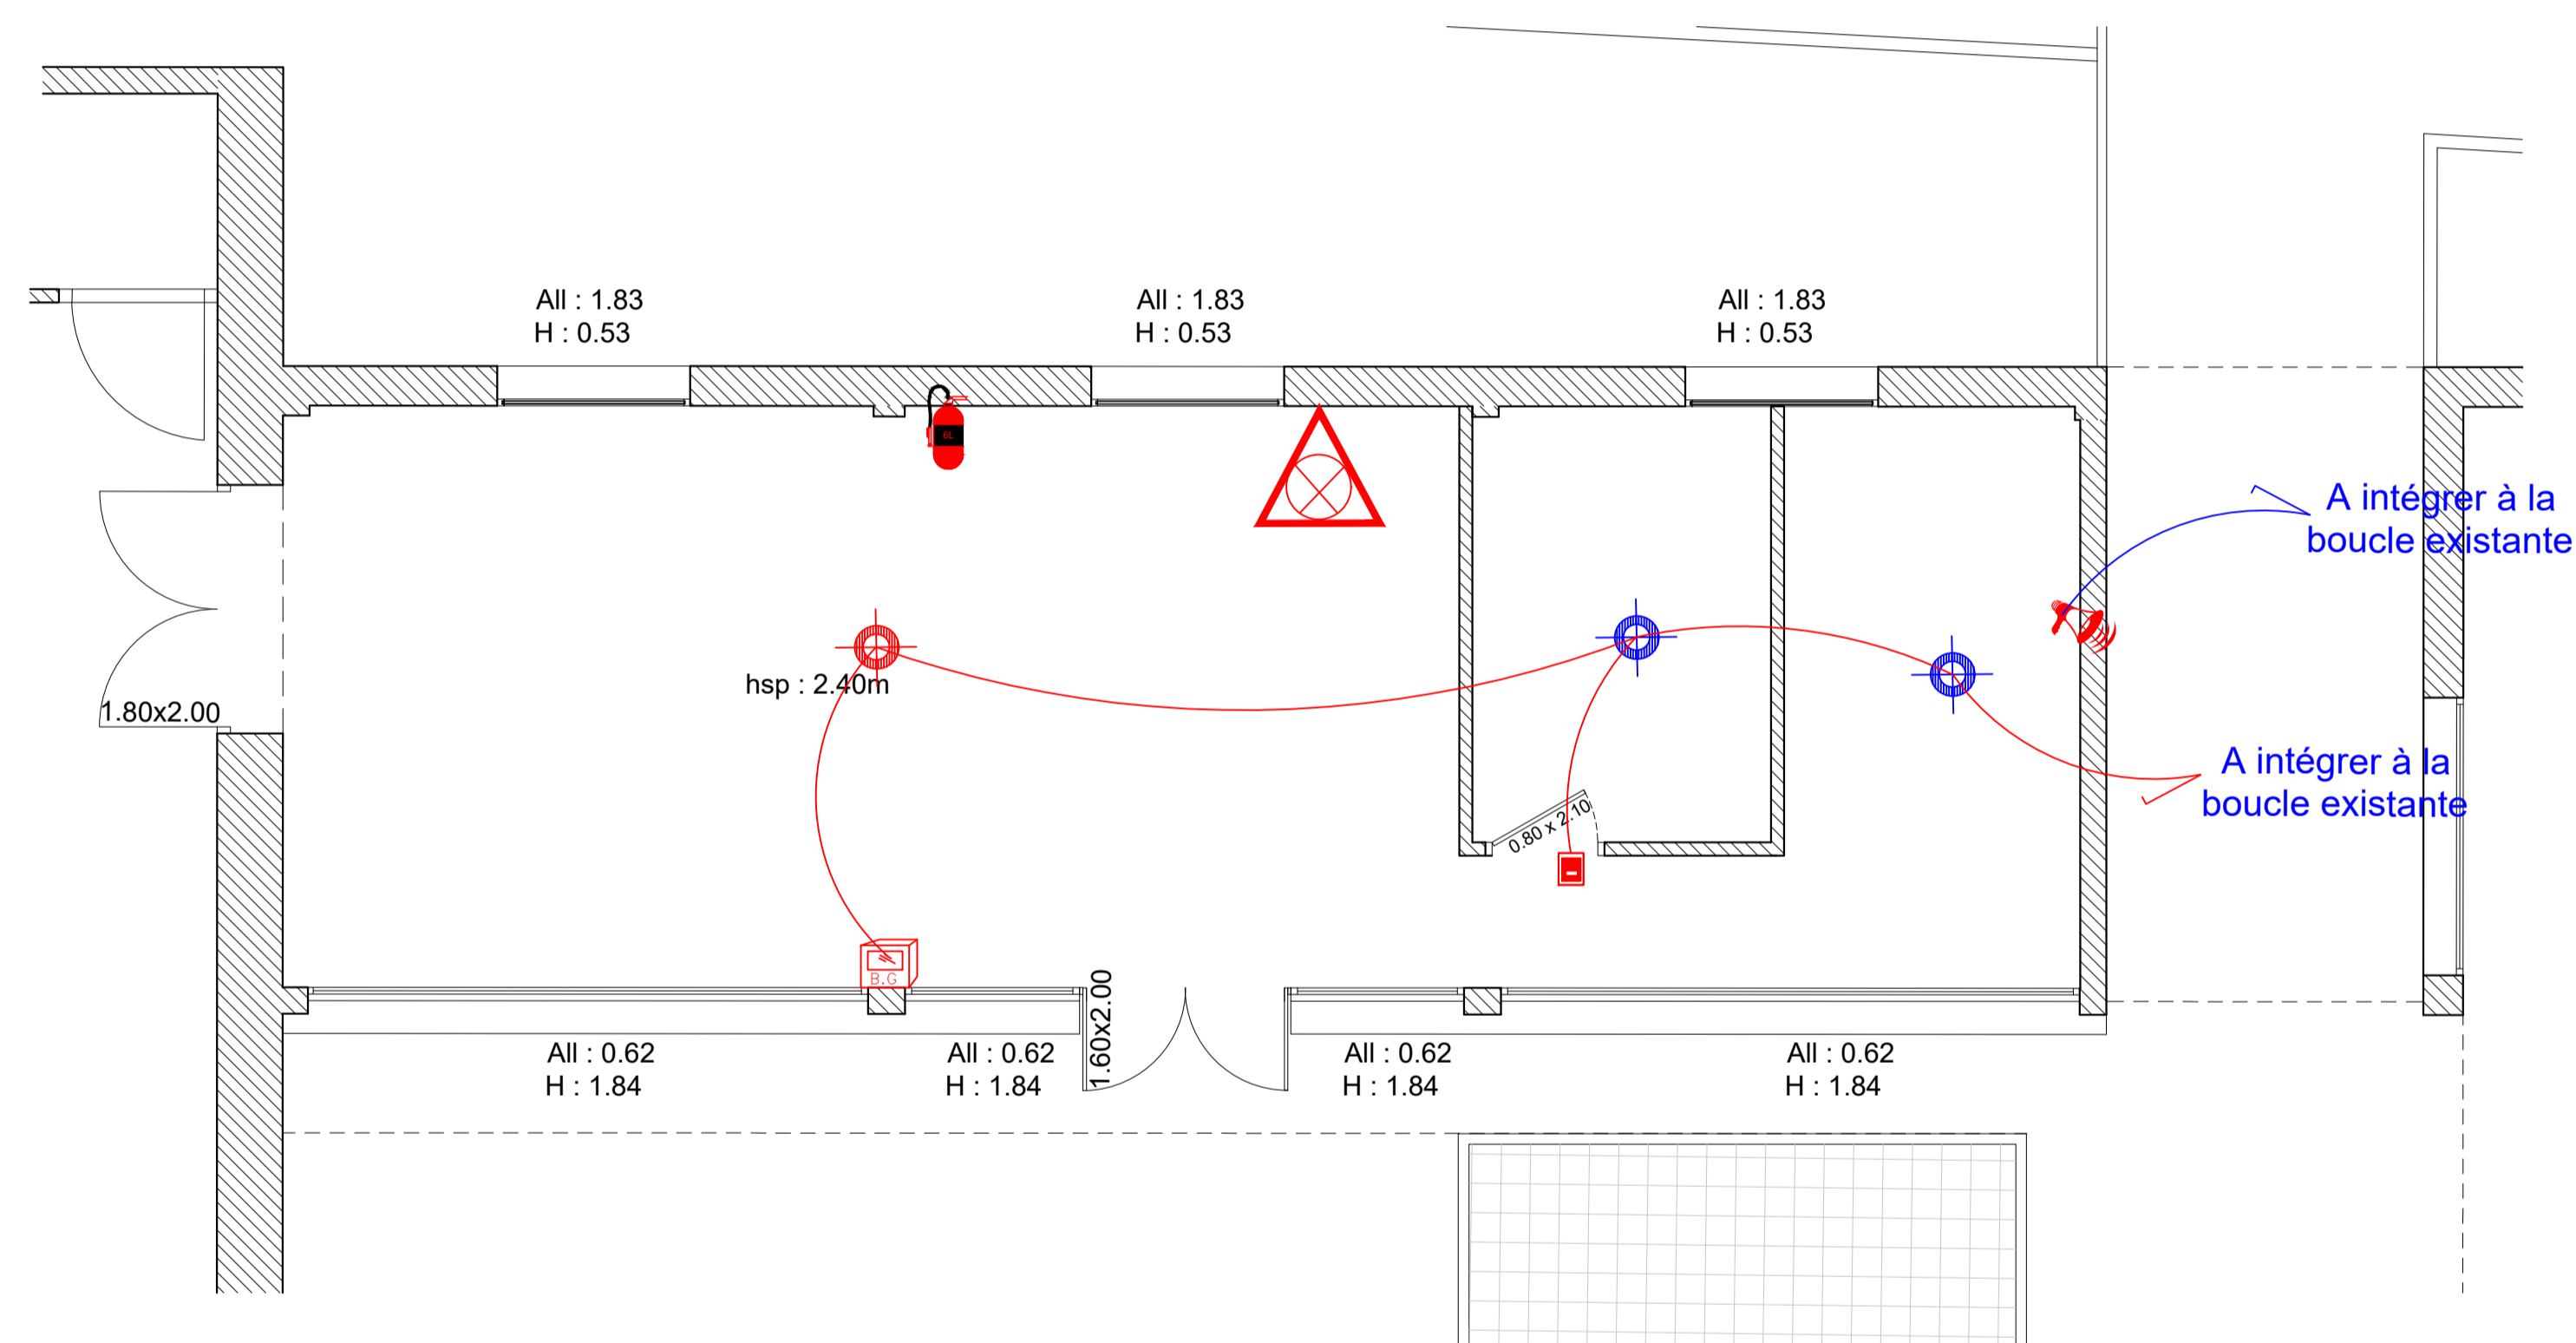 All : 1.83
H : 0.53
All : 1.83
H : 0.53
All : 1.83
H : 0.53
6L
A intégrer à la
boucle existante
hsp : 2.40m
1.80x2.00
A intégrer à la
boucle existante
0.80 x 2.10
B.G
1.60x2.00
All : 0.62
H : 1.84
All : 0.62
H : 1.84
All : 0.62
H : 1.84
All : 0.62
H : 1.84